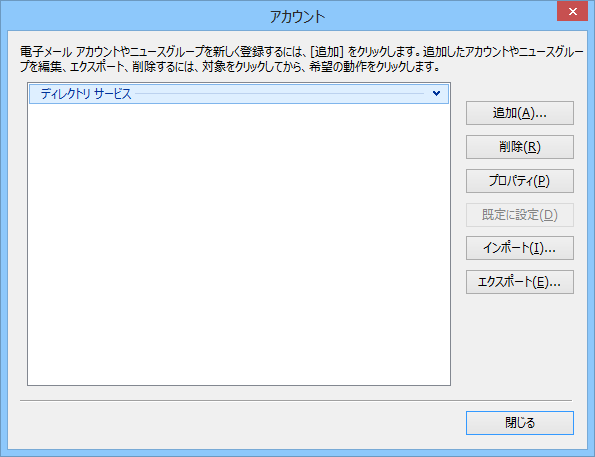 アカウント
電子メール アカウントやニュースグループを新しく登録するには、[追加] をクリックします。追加したアカウントやニュースグルー
プを編集、エクスポート、削除するには、対象をクリックしてから、希望の動作をクリックします。
ディレクトリ サービス
追加(A)...
削除(R)
プロパティ(P)
既定に設定(D)
インポート(I)...
エクスポート(E)...
閉じる